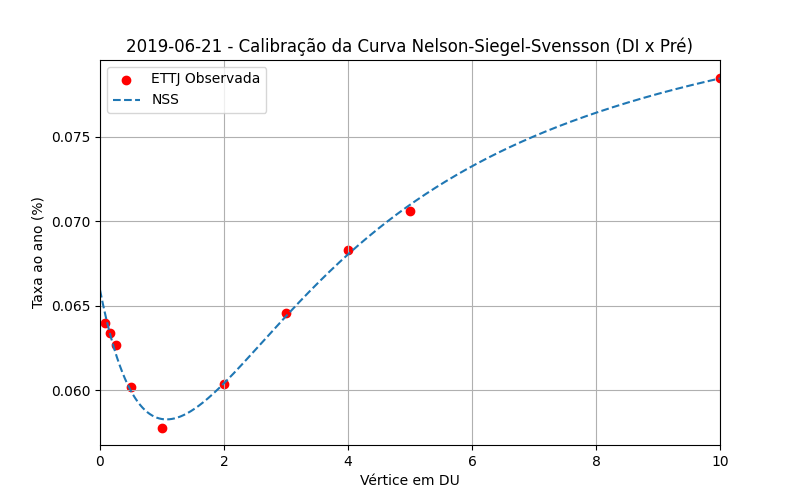 2019-06-21 - Calibração da Curva Nelson-Siegel-Svensson (DI x Pré)
ETTJ Observada
NSS
Taxa ao ano (%)
0.075
0.070
0.065
0.060
0 2 4 6 8 10
Vértice em DU